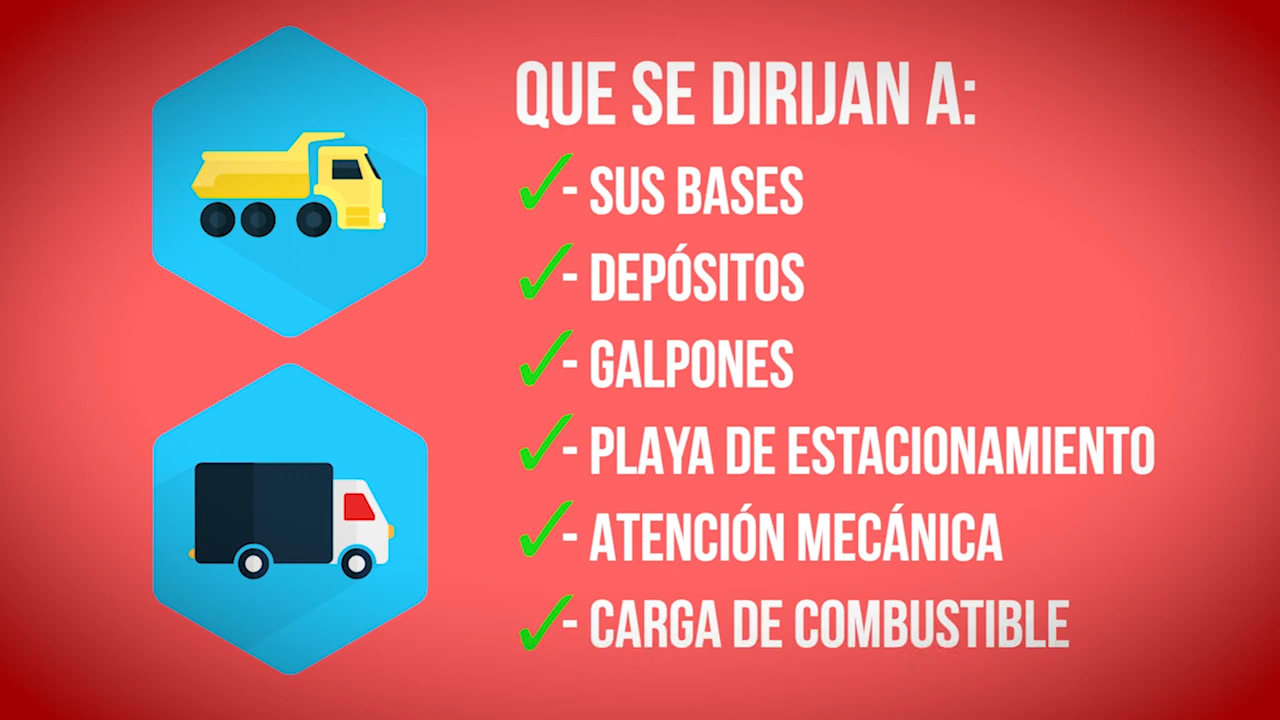 QUE SE DIRIJAN A:
- SUS BASES
- DEPÓSITOS
- GALPONES
- PLAYA DE ESTACIONAMIENTO
- ATENCIÓN MECÁNICA
- CARGA DE COMBUSTIBLE